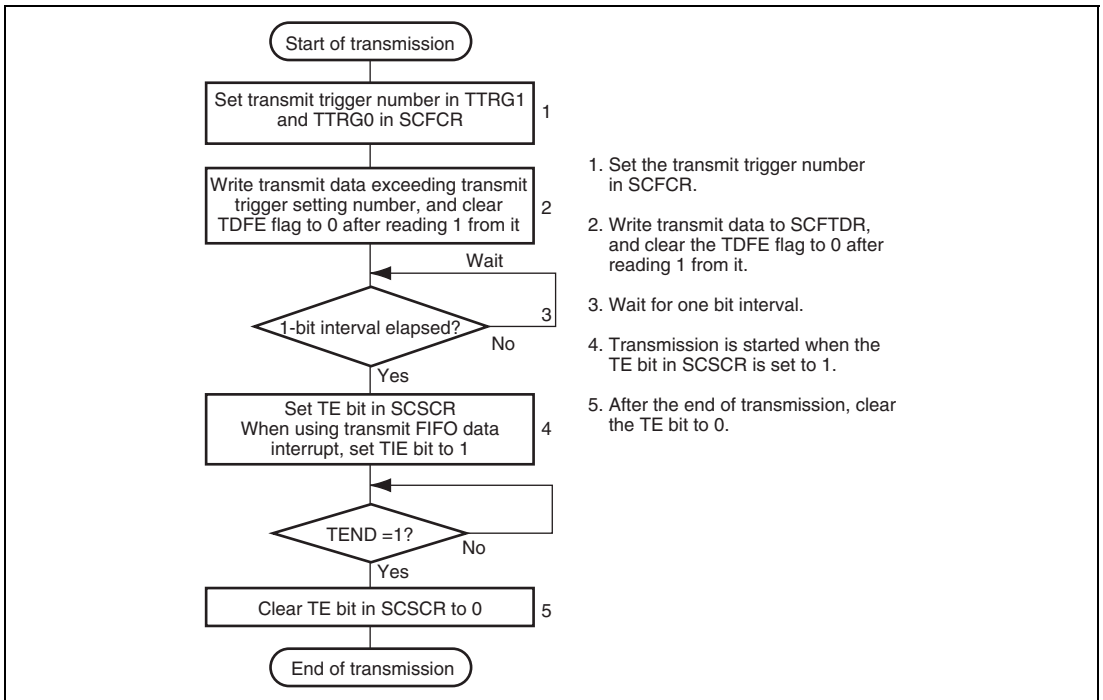 Start of transmission
Set transmit trigger number in TTRG1
and TTRG0 in SCFCR
1
Write transmit data exceeding transmit
trigger setting number, and clear
TDFE flag to 0 after reading 1 from it
2
Wait
1-bit interval elapsed?
3
No
Yes
Set TE bit in SCSCR
When using transmit FIFO data
interrupt, set TIE bit to 1
4
TEND =1?
No
Yes
Clear TE bit in SCSCR to 0
5
End of transmission
1. Set the transmit trigger number
in SCFCR.
2. Write transmit data to SCFTDR,
and clear the TDFE flag to 0 after
reading 1 from it.
3. Wait for one bit interval.
4. Transmission is started when the
TE bit in SCSCR is set to 1.
5. After the end of transmission, clear
the TE bit to 0.